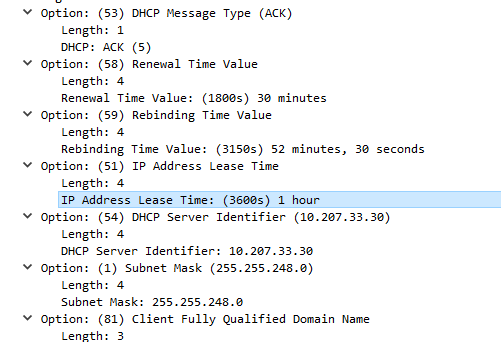 Option: (53) DHCP Message Type (ACK)
Length: 1
DHCP: ACK (5)
Option: (58) Renewal Time Value
Length: 4
Renewal Time Value: (1800s) 30 minutes
Option: (59) Rebinding Time Value
Length: 4
Rebinding Time Value: (3150s) 52 minutes, 30 seconds
Option: (51) IP Address Lease Time
Length: 4
IP Address Lease Time: (3600s) 1 hour
Option: (54) DHCP Server Identifier (10.207.33.30)
Length: 4
DHCP Server Identifier: 10.207.33.30
Option: (1) Subnet Mask (255.255.248.0)
Length: 4
Subnet Mask: 255.255.248.0
Option: (81) Client Fully Qualified Domain Name
Length: 3